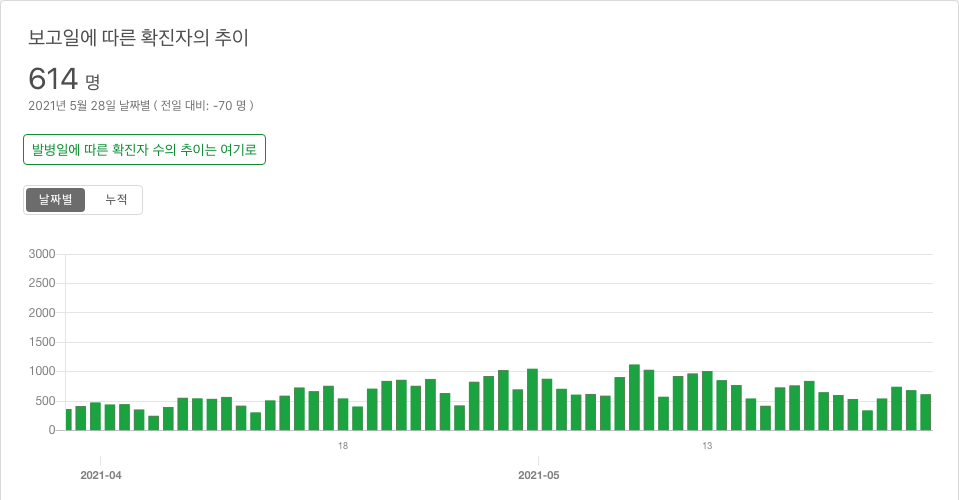 보고일에 따른 확진자의 추이
614 명
2021년 5월 28일 날짜별 ( 전일 대비: -70 명 )
발병일에 따른 확진자 수의 추이는 여기로
날짜별 누적
3000
2500
2000
1500
1000
500
0
18 13
2021-04 2021-05